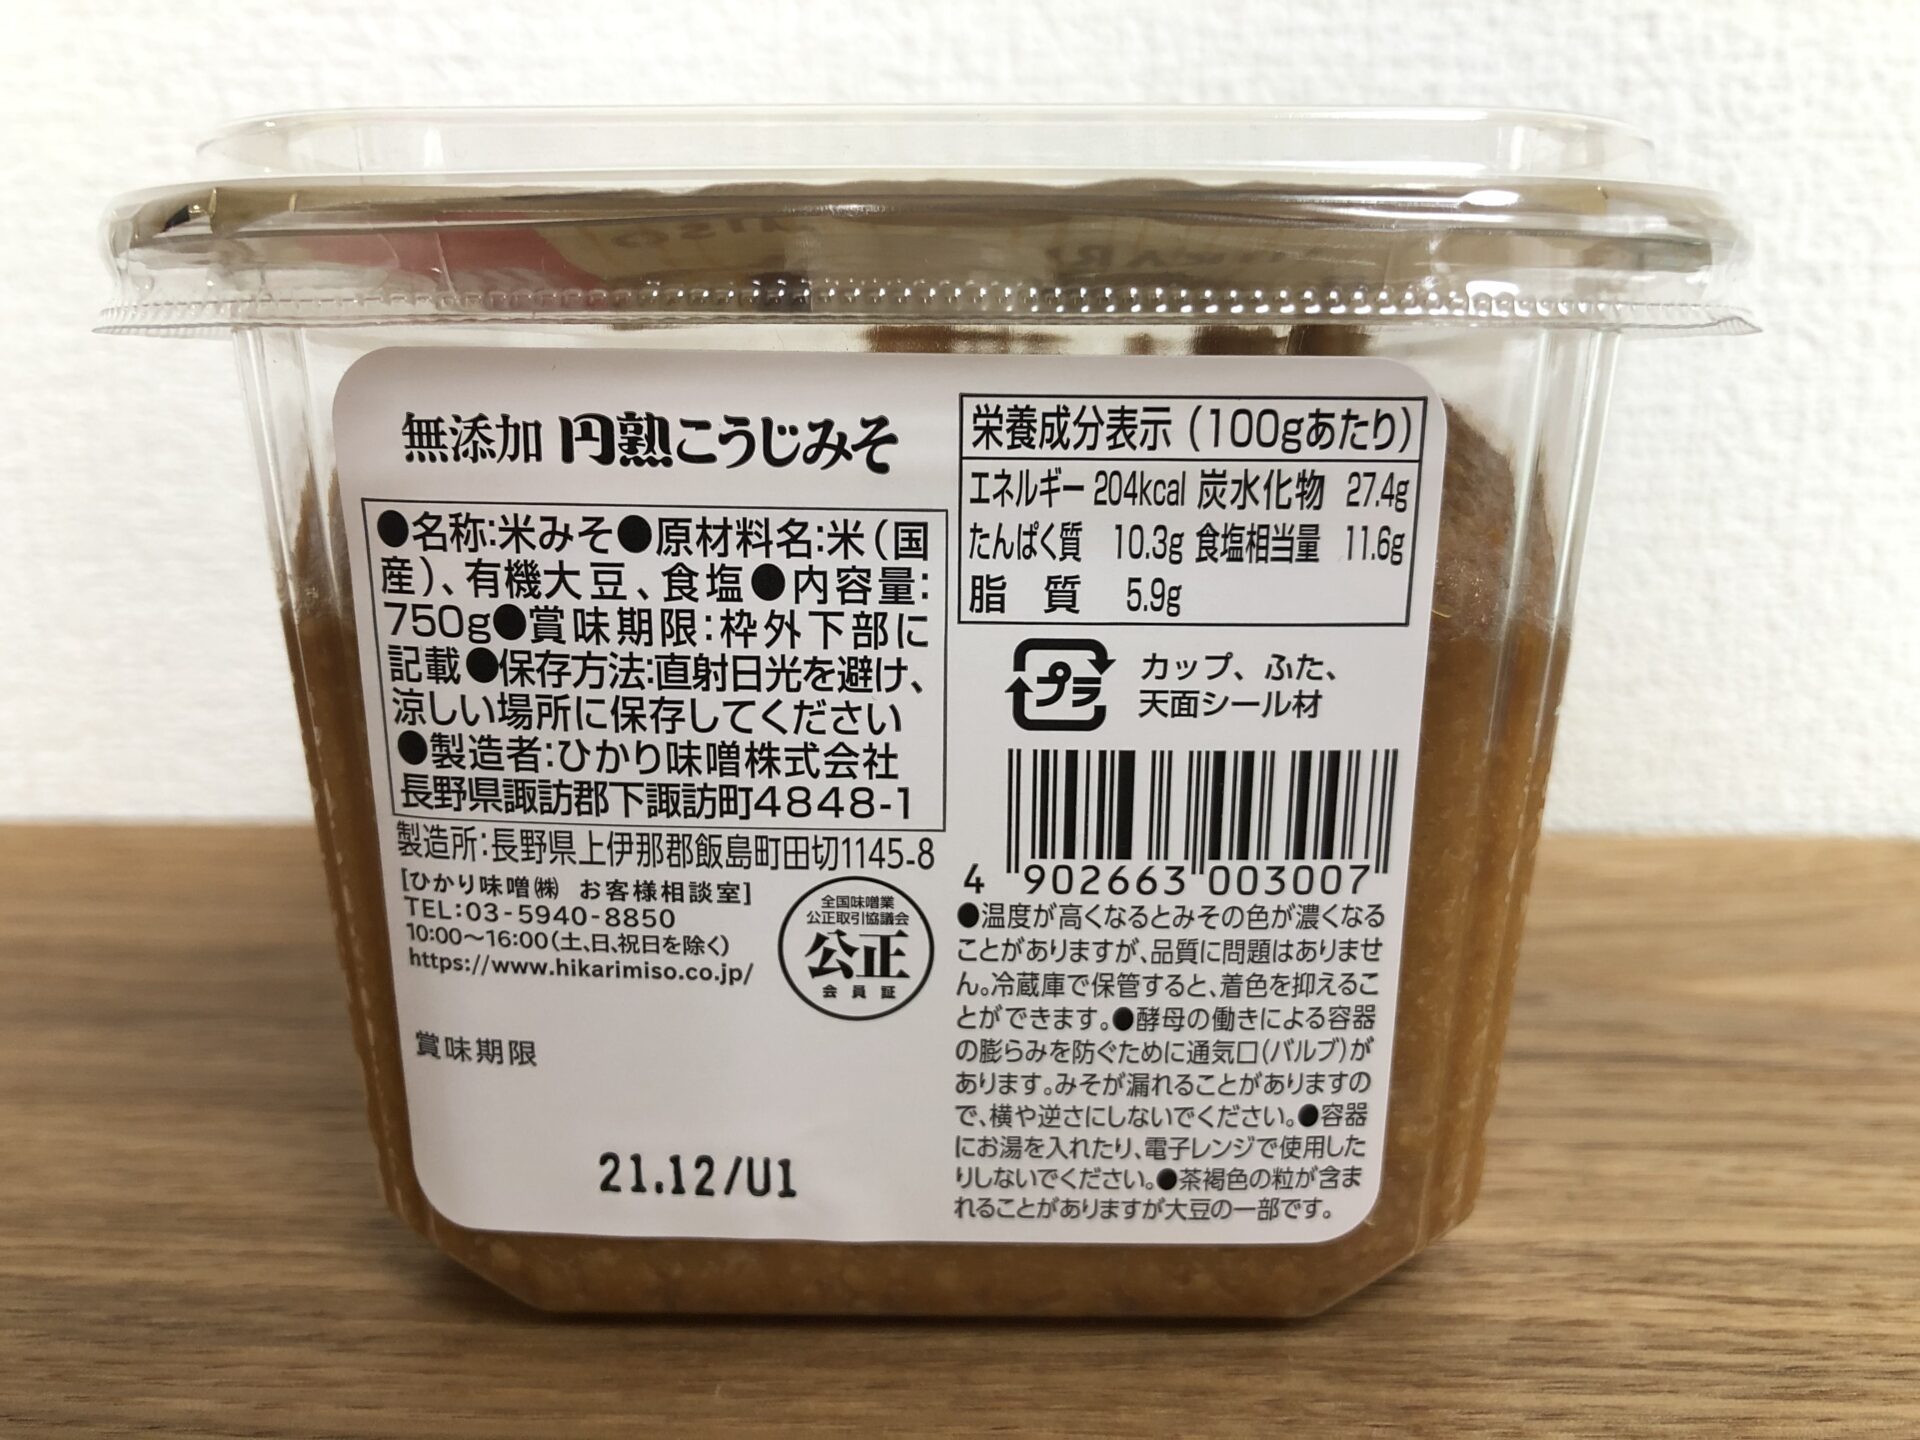 無添加 円熟こうじみそ
●名称:米みそ●原材料名:米(国
産)、有機大豆、食塩●内容量:
750g●賞味期限:枠外下部に
記載●保存方法:直射日光を避け、
涼しい場所に保存してください
●製造者:ひかり味噌株式会社
長野県諏訪郡下諏訪町4848-1
製造所:長野県上伊那郡飯島町田切1145-8
[ひかり味噌㈱ お客様相談室]
TEL:03-5940-8850
10:00〜16:00(土、日、祝日を除く)
https://www.hikarimiso.co.jp/
全国味噌業
公正取引協議会
公正
会員証
賞味期限
21.12/U1
栄養成分表示(100gあたり)
エネルギー 204kcal 炭水化物 27.4g
たんぱく質 10.3g 食塩相当量 11.6g
脂質 5.9g
プラ
カップ、ふた、
天面シール材
4 902663 003007
●温度が高くなるとみその色が濃くなる
ことがありますが、品質に問題はありませ
ん。冷蔵庫で保管すると、着色を抑えるこ
とができます。●酵母の働きによる容器
の膨らみを防ぐために通気口(バルブ)が
あります。みそが漏れることがありますの
で、横や逆さにしないでください。●容器
にお湯を入れたり、電子レンジで使用した
りしないでください。●茶褐色の粒が含ま
れることがありますが大豆の一部です。